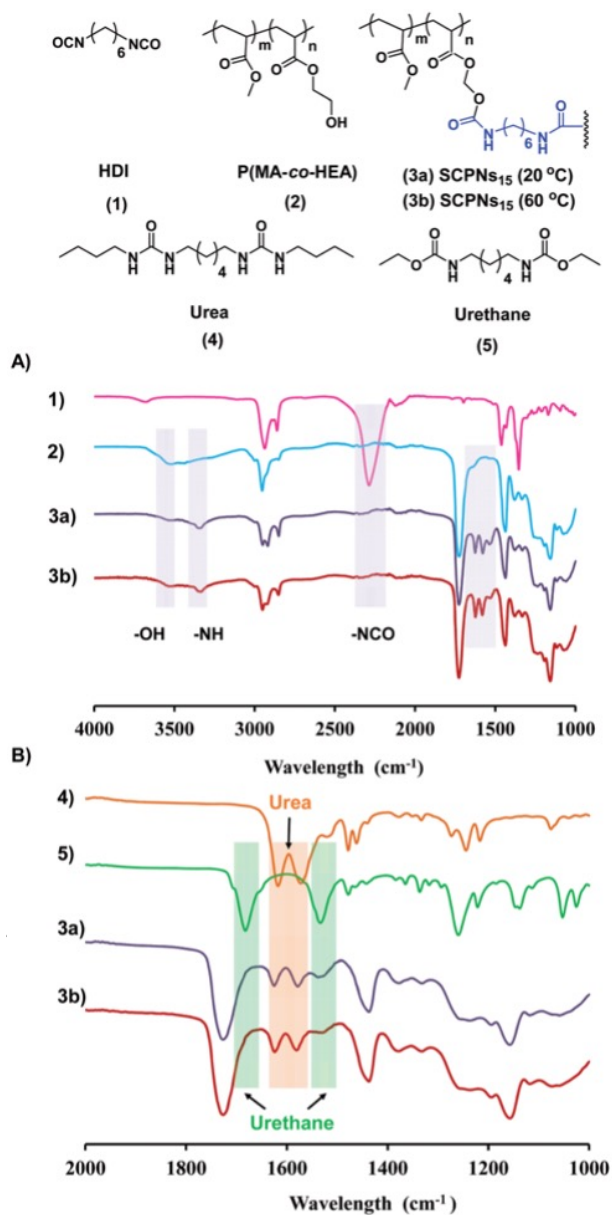 OCN
6
NCO
m
n
O
O
O
O
OH
m
n
O
O
O
O
O
O
N
H
6
H
N
O
HDI
P(MA-co-HEA)
(3a) SCPNs15 (20 °C)
(1)
(2)
(3b) SCPNs15 (60 °C)
N
H
O
N
H
4
H
N
O
N
H
O
O
N
H
4
H
N
O
O
Urea
Urethane
(4)
(5)
A)
1)
2)
3a)
3b)
-OH
-NH
-NCO
4000 3500 3000 2500 2000 1500 1000
Wavelength (cm-1)
B)
4)
Urea
5)
3a)
3b)
Urethane
2000 1800 1600 1400 1200 1000
Wavelength (cm-1)